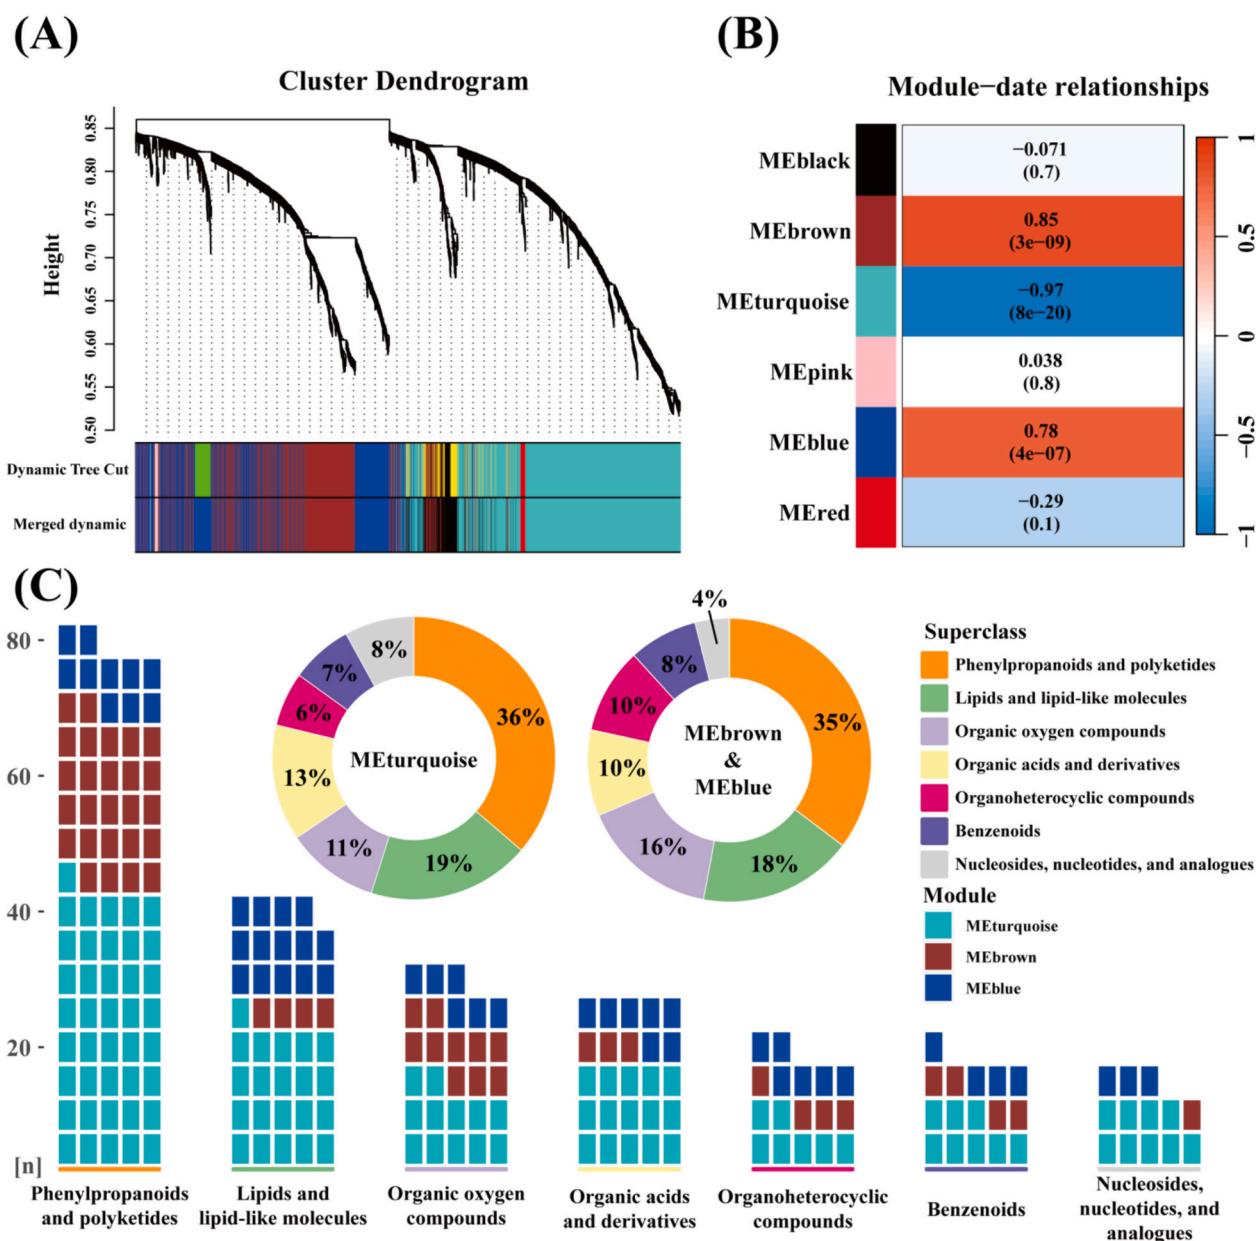 (A)
Cluster Dendrogram
Height
0.85
0.80
0.75
0.70
0.65
0.60
0.55
0.50
Dynamic Tree Cut
Merged dynamic
(B)
Module−date relationships
MEblack
−0.071
(0.7)
MEbrown
0.85
(3e−09)
MEturquoise
−0.97
(8e−20)
MEpink
0.038
(0.8)
MEblue
0.78
(4e−07)
MEred
−0.29
(0.1)
1
0.5
0
−0.5
−1
(C)
80
60
40
20
[n]
8%
7%
6%
13%
11%
19%
36%
MEturquoise
4%
8%
10%
10%
16%
18%
35%
MEbrown
&
MEblue
Superclass
Phenylpropanoids and polyketides
Lipids and lipid-like molecules
Organic oxygen compounds
Organic acids and derivatives
Organoheterocyclic compounds
Benzenoids
Nucleosides, nucleotides, and analogues
Module
MEturquoise
MEbrown
MEblue
Phenylpropanoids
and polyketides
Lipids and
lipid-like molecules
Organic oxygen
compounds
Organic acids
and derivatives
Organoheterocyclic
compounds
Benzenoids
Nucleosides,
nucleotides, and
analogues